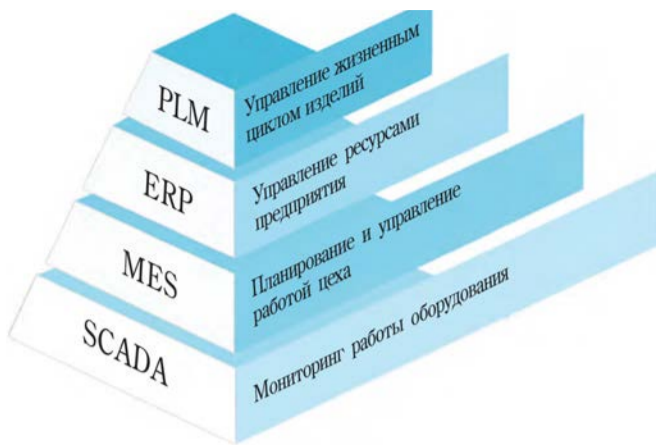 PLM
Управление жизненным
циклом изделий
ERP
Управление ресурсами
предприятия
MES
Планирование и управление
работой цеха
SCADA
Мониторинг работы оборудования